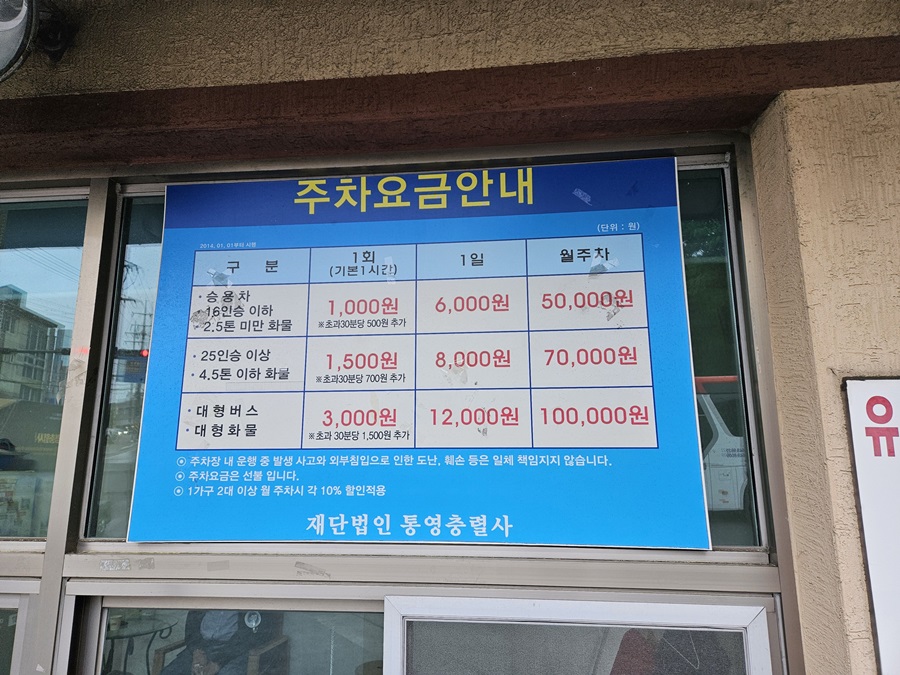 주차요금안내
2014. 01. 01부터 시행
(단위 : 원)
구 분
1회
(기본1시간)
1일
월주차
· 승용차
· 16인승 이하
· 2.5톤 미만 화물
1,000원
※초과30분당 500원 추가
6,000원
50,000원
· 25인승 이상
· 4.5톤 이하 화물
1,500원
※초과30분당 700원 추가
8,000원
70,000원
· 대형버스
· 대형화물
3,000원
※초과 30분당 1,500원 추가
12,000원
100,000원
⊙ 주차장 내 운행 중 발생 사고와 외부침입으로 인한 도난, 훼손 등은 일체 책임지지 않습니다.
⊙ 주차요금은 선불 입니다.
⊙ 1가구 2대 이상 월 주차시 각 10% 할인적용
재단법인 통영충렬사
유